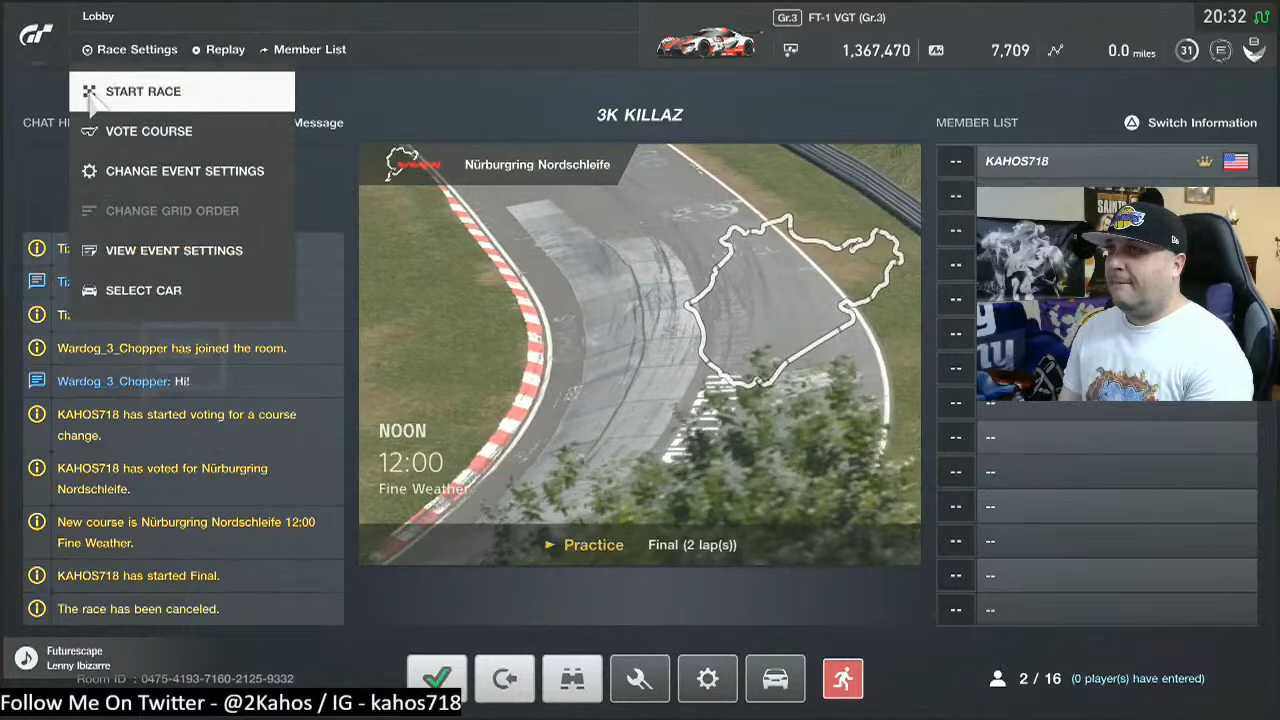 Lobby
Race Settings Replay Member List
Gr.3 FT-1 VGT (Gr.3)
20:32
1,367,470 7,709 0.0 miles 31 E B
START RACE
VOTE COURSE
CHANGE EVENT SETTINGS
CHANGE GRID ORDER
VIEW EVENT SETTINGS
SELECT CAR
CHAT Message
3K KILLAZ
MEMBER LIST Switch Information
Nürburgring Nordschleife
-- KAHOS718
Wardog_3_Chopper has joined the room.
Wardog_3_Chopper: Hi!
KAHOS718 has started voting for a course
change.
KAHOS718 has voted for Nürburgring
Nordschleife.
New course is Nürburgring Nordschleife 12:00
Fine Weather.
KAHOS718 has started Final.
The race has been canceled.
NOON
12:00
Fine Weather
Practice Final (2 lap(s))
Futurescape
Lenny Ibizarre
Room ID : 0475-4193-7160-2125-9332
2 / 16 (0 player(s) have entered)
Follow Me On Twitter - @2Kahos / IG - kahos718